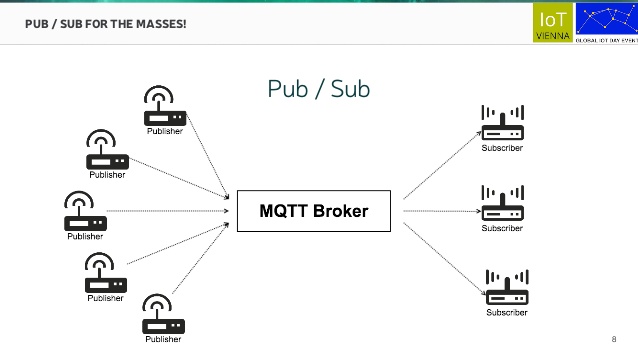 PUB / SUB FOR THE MASSES!
IoT
VIENNA
GLOBAL IOT DAY EVENT
Pub / Sub
Publisher
Publisher
Publisher
Publisher
Publisher
MQTT Broker
Subscriber
Subscriber
Subscriber
8